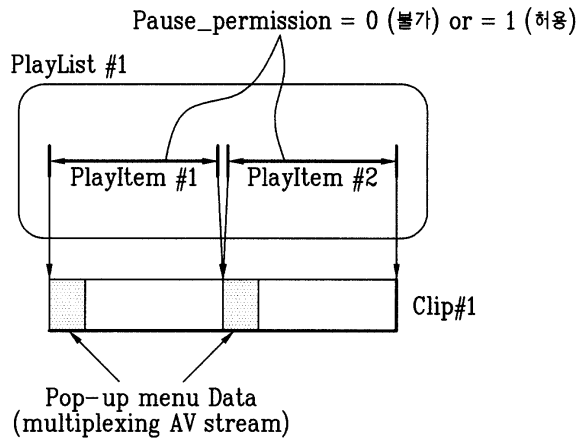 Pause_permission = 0 (불가) or = 1 (허용)
PlayList #1
PlayItem #1 PlayItem #2
Clip#1
Pop-up menu Data
(multiplexing AV stream)